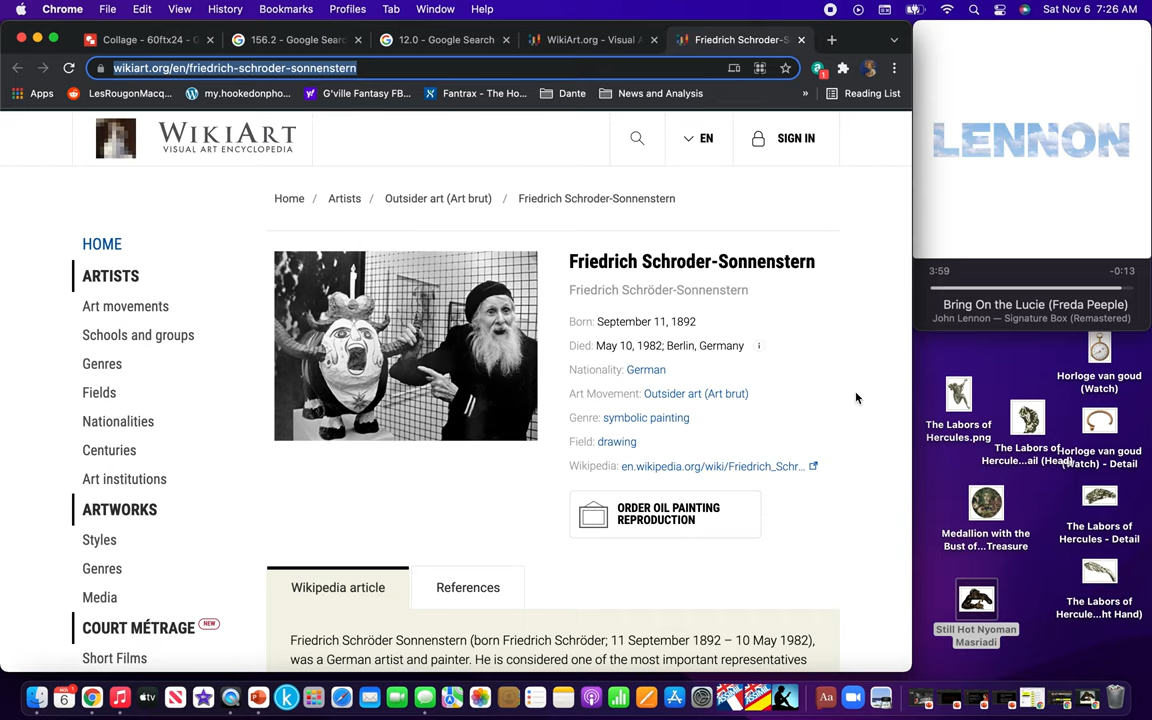 Chrome File Edit View History Bookmarks Profiles Tab Window Help Sat Nov 6 7:26 AM
Collage - 60ftx24 - G
156.2 - Google Searc
12.0 - Google Search
WikiArt.org - Visual A
Friedrich Schroder-S
wikiart.org/en/friedrich-schroder-sonnenstern
Apps LesRougonMacq... my.hookedonpho... G'ville Fantasy FB... Fantrax - The Ho... Dante News and Analysis » Reading List
WIKIART
VISUAL ART ENCYCLOPEDIA
EN
SIGN IN
Home / Artists / Outsider art (Art brut) / Friedrich Schroder-Sonnenstern
HOME
ARTISTS
Art movements
Schools and groups
Genres
Fields
Nationalities
Centuries
Art institutions
ARTWORKS
Styles
Genres
Media
COURT MÉTRAGE NEW
Short Films
Friedrich Schroder-Sonnenstern
Friedrich Schröder-Sonnenstern
Born: September 11, 1892
Died: May 10, 1982; Berlin, Germany
Nationality: German
Art Movement: Outsider art (Art brut)
Genre: symbolic painting
Field: drawing
Wikipedia: en.wikipedia.org/wiki/Friedrich_Schr...
ORDER OIL PAINTING
REPRODUCTION
Wikipedia article
References
Friedrich Schröder Sonnenstern (born Friedrich Schröder; 11 September 1892 – 10 May 1982),
was a German artist and painter. He is considered one of the most important representatives
LENNON
3:59 -0:13
Bring On the Lucie (Freda Peeple)
John Lennon — Signature Box (Remastered)
Horloge van goud
(Watch)
The Labors of
Hercules.png
The Labors of
Hercule...ail (Head)
Horloge van goud
(Watch) - Detail
Medallion with the
Bust of...Treasure
The Labors of
Hercules - Detail
The Labors of
Hercule...ht Hand)
Still Hot Nyoman
Masriadi